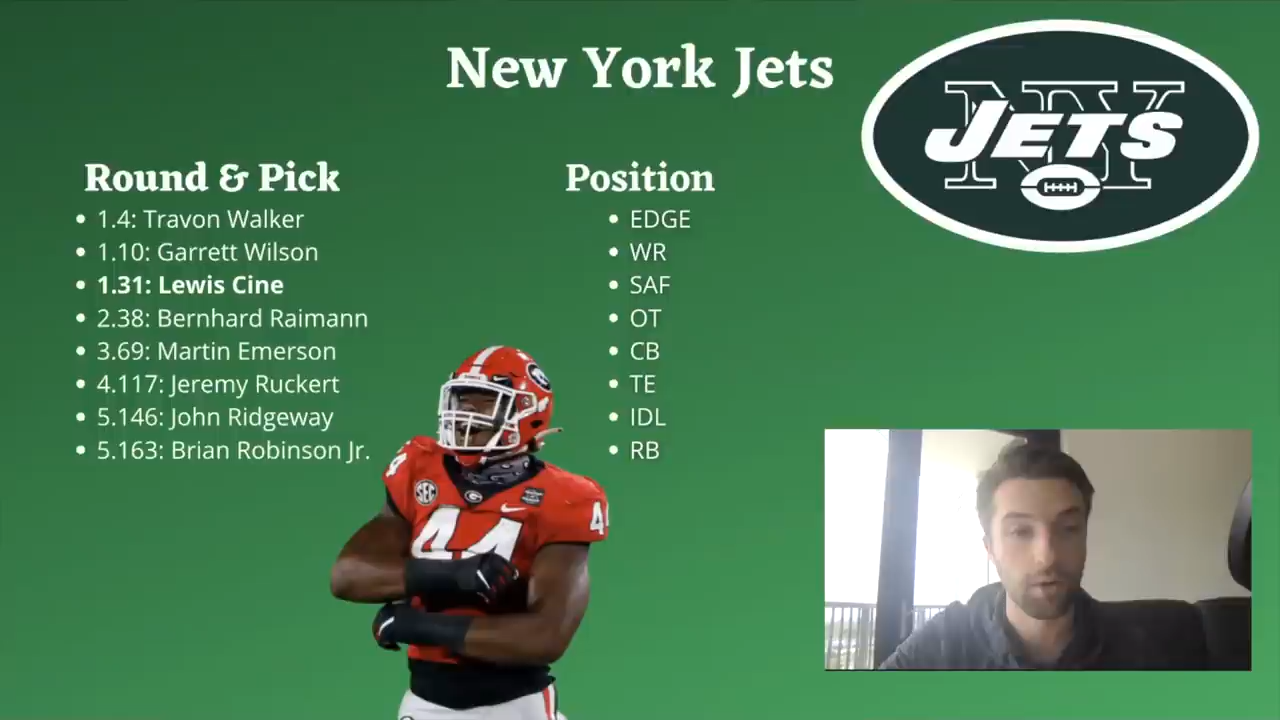 New York Jets
NY
JETS
Round & Pick
Position
1.4: Travon Walker
EDGE
1.10: Garrett Wilson
WR
1.31: Lewis Cine
SAF
2.38: Bernhard Raimann
OT
3.69: Martin Emerson
CB
4.117: Jeremy Ruckert
TE
5.146: John Ridgeway
IDL
5.163: Brian Robinson Jr.
RB
4
SEC
G
44
44